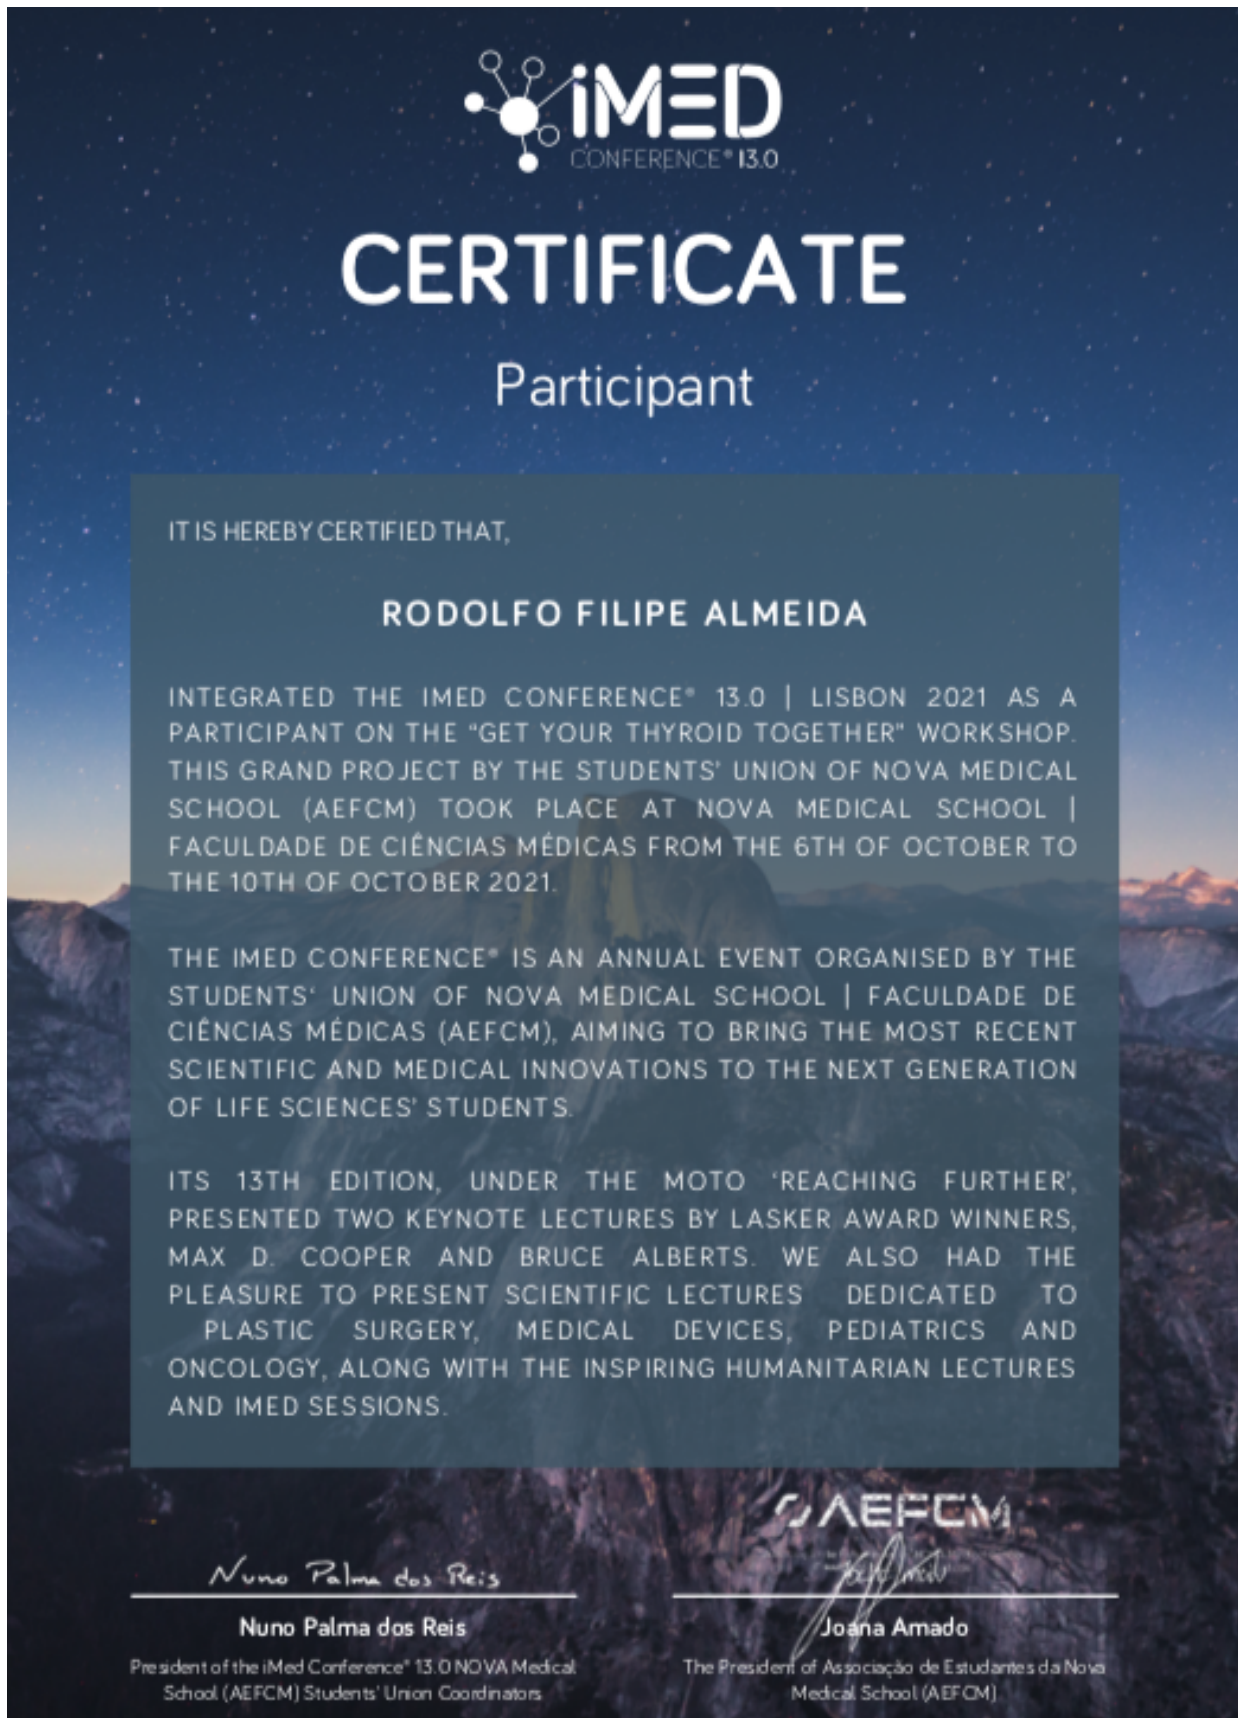 iMED
CONFERENCE® 13.0
CERTIFICATE
Participant
IT IS HEREBY CERTIFIED THAT,
RODOLFO FILIPE ALMEIDA
INTEGRATED THE IMED CONFERENCE® 13.0 | LISBON 2021 AS A
PARTICIPANT ON THE “GET YOUR THYROID TOGETHER” WORKSHOP.
THIS GRAND PROJECT BY THE STUDENTS’ UNION OF NOVA MEDICAL
SCHOOL (AEFCM) TOOK PLACE AT NOVA MEDICAL SCHOOL |
FACULDADE DE CIÊNCIAS MÉDICAS FROM THE 6TH OF OCTOBER TO
THE 10TH OF OCTOBER 2021.
THE IMED CONFERENCE® IS AN ANNUAL EVENT ORGANISED BY THE
STUDENTS‘ UNION OF NOVA MEDICAL SCHOOL | FACULDADE DE
CIÊNCIAS MÉDICAS (AEFCM), AIMING TO BRING THE MOST RECENT
SCIENTIFIC AND MEDICAL INNOVATIONS TO THE NEXT GENERATION
OF LIFE SCIENCES’ STUDENTS.
ITS 13TH EDITION, UNDER THE MOTO ‘REACHING FURTHER’,
PRESENTED TWO KEYNOTE LECTURES BY LASKER AWARD WINNERS,
MAX D. COOPER AND BRUCE ALBERTS. WE ALSO HAD THE
PLEASURE TO PRESENT SCIENTIFIC LECTURES DEDICATED TO
PLASTIC SURGERY, MEDICAL DEVICES, PEDIATRICS AND
ONCOLOGY, ALONG WITH THE INSPIRING HUMANITARIAN LECTURES
AND IMED SESSIONS.
AEFCM
Nuno Palma dos Reis
Nuno Palma dos Reis
President of the iMed Conference® 13.0 NOVA Medical
School (AEFCM) Students’ Union Coordinators
Joana Amado
The President of Associação de Estudantes da Nova
Medical School (AEFCM)